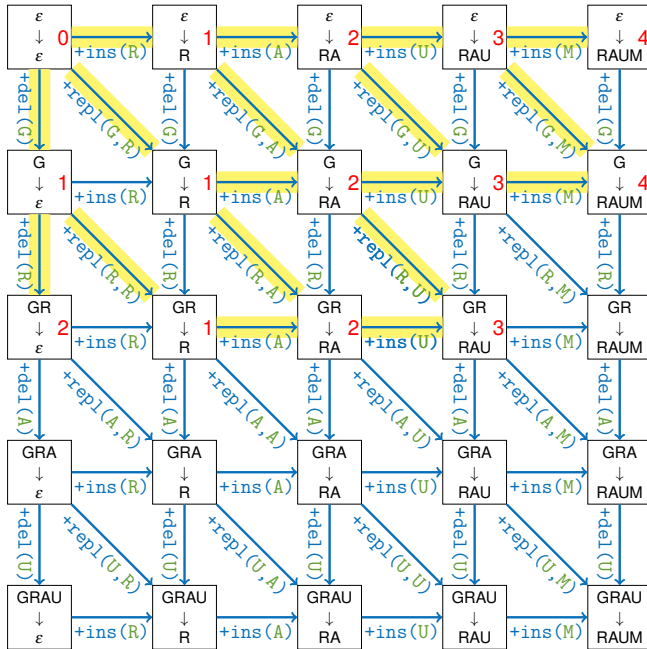 ε ε ε ε ε
↓ 0 ↓ 1 ↓ 2 ↓ 3 ↓ 4
ε +ins(R) R +ins(A) RA +ins(U) RAU +ins(M) RAUM
+del(G) +repl(G,R) +del(G) +repl(G,A) +del(G) +repl(G,U) +del(G) +repl(G,M) +del(G)
G G G G G
↓ 1 ↓ 1 ↓ 2 ↓ 3 ↓ 4
ε +ins(R) R +ins(A) RA +ins(U) RAU +ins(M) RAUM
+del(R) +repl(R,R) +del(R) +repl(R,A) +del(R) +repl(R,U) +del(R) +repl(R,M) +del(R)
GR GR GR GR GR
↓ 2 ↓ 1 ↓ 2 ↓ 3 ↓
ε +ins(R) R +ins(A) RA +ins(U) RAU +ins(M) RAUM
+del(A) +repl(A,R) +del(A) +repl(A,A) +del(A) +repl(A,U) +del(A) +repl(A,M) +del(A)
GRA GRA GRA GRA GRA
↓ ↓ ↓ ↓ ↓
ε +ins(R) R +ins(A) RA +ins(U) RAU +ins(M) RAUM
+del(U) +repl(U,R) +del(U) +repl(U,A) +del(U) +repl(U,U) +del(U) +repl(U,M) +del(U)
GRAU GRAU GRAU GRAU GRAU
↓ ↓ ↓ ↓ ↓
ε +ins(R) R +ins(A) RA +ins(U) RAU +ins(M) RAUM